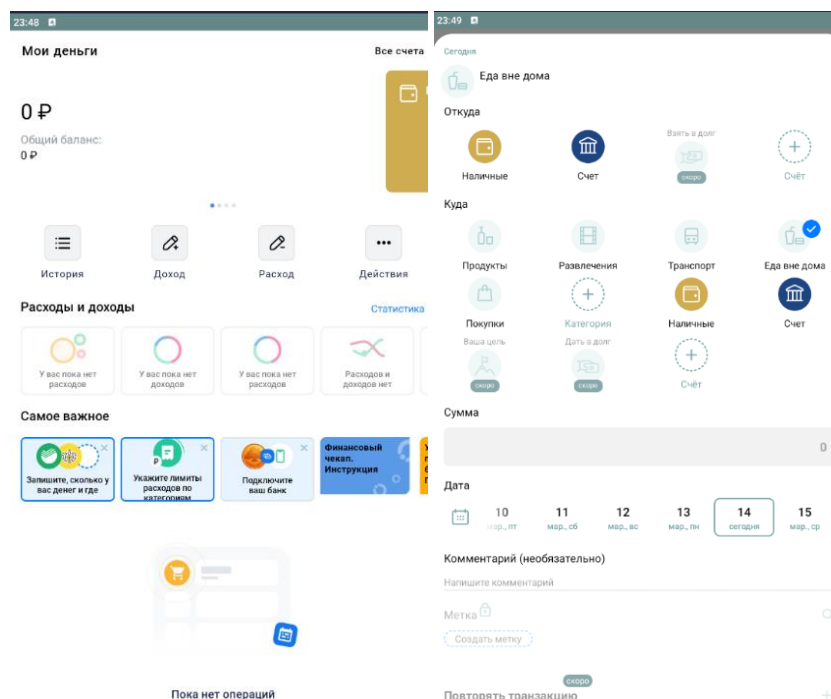 23:48
Мои деньги
Все счета
0 ₽
Общий баланс:
0 ₽
История
Доход
Расход
Действия
Расходы и доходы
Статистика
У вас пока нет
расходов
У вас пока нет
доходов
У вас пока нет
расходов
Расходов и
доходов нет
Самое важное
Запишите, сколько у
вас денег и где
Укажите лимиты
расходов по
категориям
Подключите
ваш банк
Финансовый
чекап.
Инструкция
Пока нет операций
23:49
Сегодня
Еда вне дома
Откуда
Взять в долг
скоро
Наличные
Счет
Счёт
Куда
Продукты
Развлечения
Транспорт
Еда вне дома
Покупки
Категория
Наличные
Счет
Ваша цель
Дать в долг
скоро
скоро
Счёт
Сумма
0
Дата
10
мар., пт
11
мар., сб
12
мар., вс
13
мар., пн
14
сегодня
15
мар., ср
Комментарий (необязательно)
Напишите комментарий
Метка
Создать метку
скоро
Повторять транзакцию